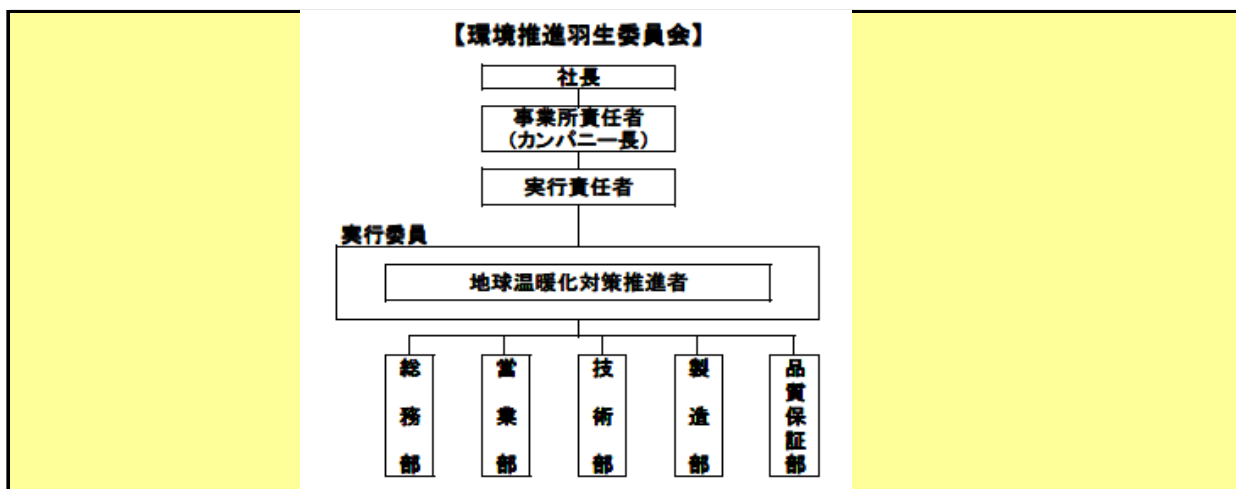 【環境推進羽生委員会】
社長
事業所責任者
(カンパニー長)
実行責任者
実行委員
地球温暖化対策推進者
総務部
営業部
技術部
製造部
品質保証部